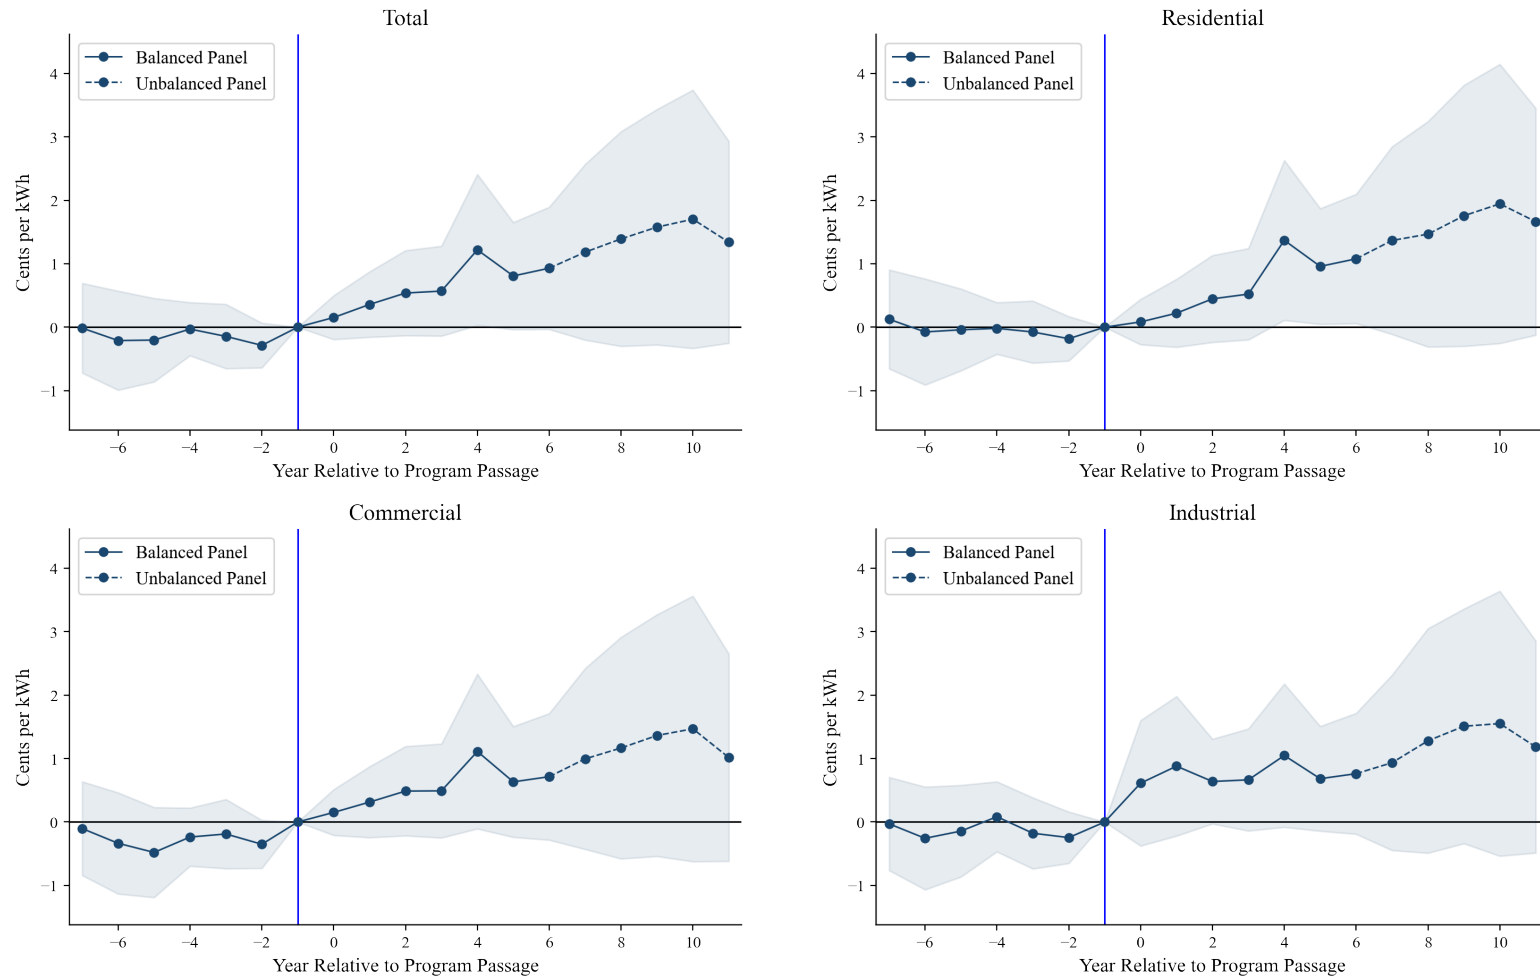 Total
Balanced Panel
Unbalanced Panel
4
3
2
1
0
−1
Cents per kWh
−6 −4 −2 0 2 4 6 8 10
Year Relative to Program Passage
Residential
Balanced Panel
Unbalanced Panel
4
3
2
1
0
−1
Cents per kWh
−6 −4 −2 0 2 4 6 8 10
Year Relative to Program Passage
Commercial
Balanced Panel
Unbalanced Panel
4
3
2
1
0
−1
Cents per kWh
−6 −4 −2 0 2 4 6 8 10
Year Relative to Program Passage
Industrial
Balanced Panel
Unbalanced Panel
4
3
2
1
0
−1
Cents per kWh
−6 −4 −2 0 2 4 6 8 10
Year Relative to Program Passage